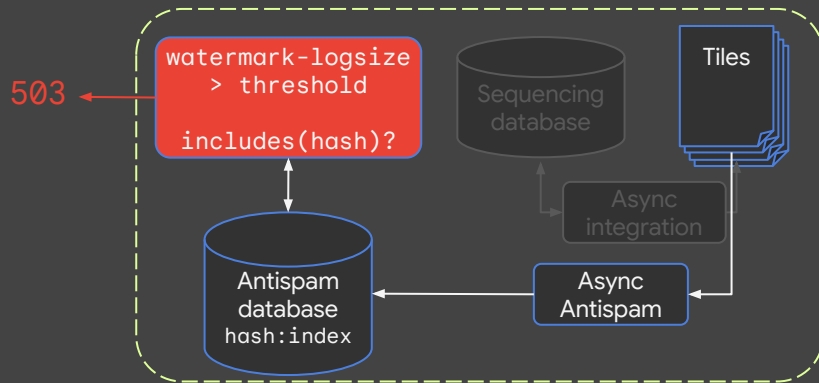 503
watermark-logsize
> threshold
includes(hash)?
Sequencing
database
Tiles
Async
integration
Antispam
database
hash:index
Async
Antispam